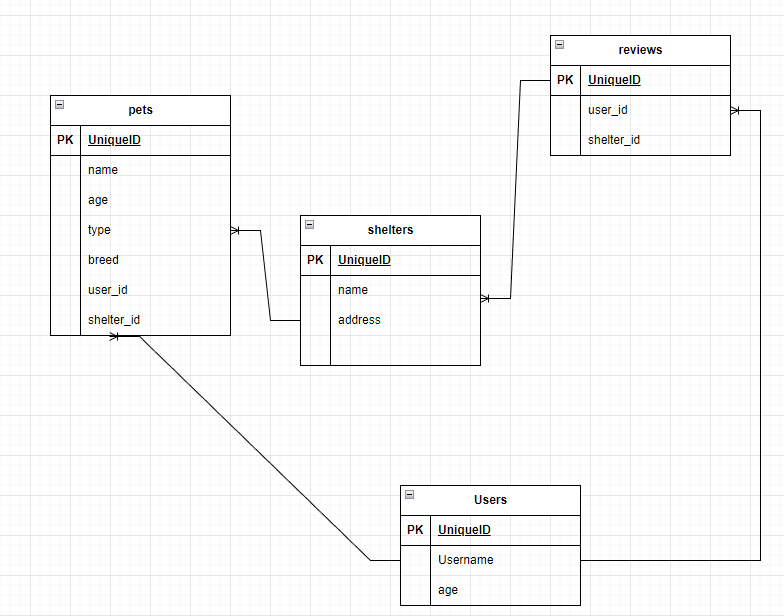 pets
PK UniqueID
name
age
type
breed
user_id
shelter_id
shelters
PK UniqueID
name
address
reviews
PK UniqueID
user_id
shelter_id
Users
PK UniqueID
Username
age